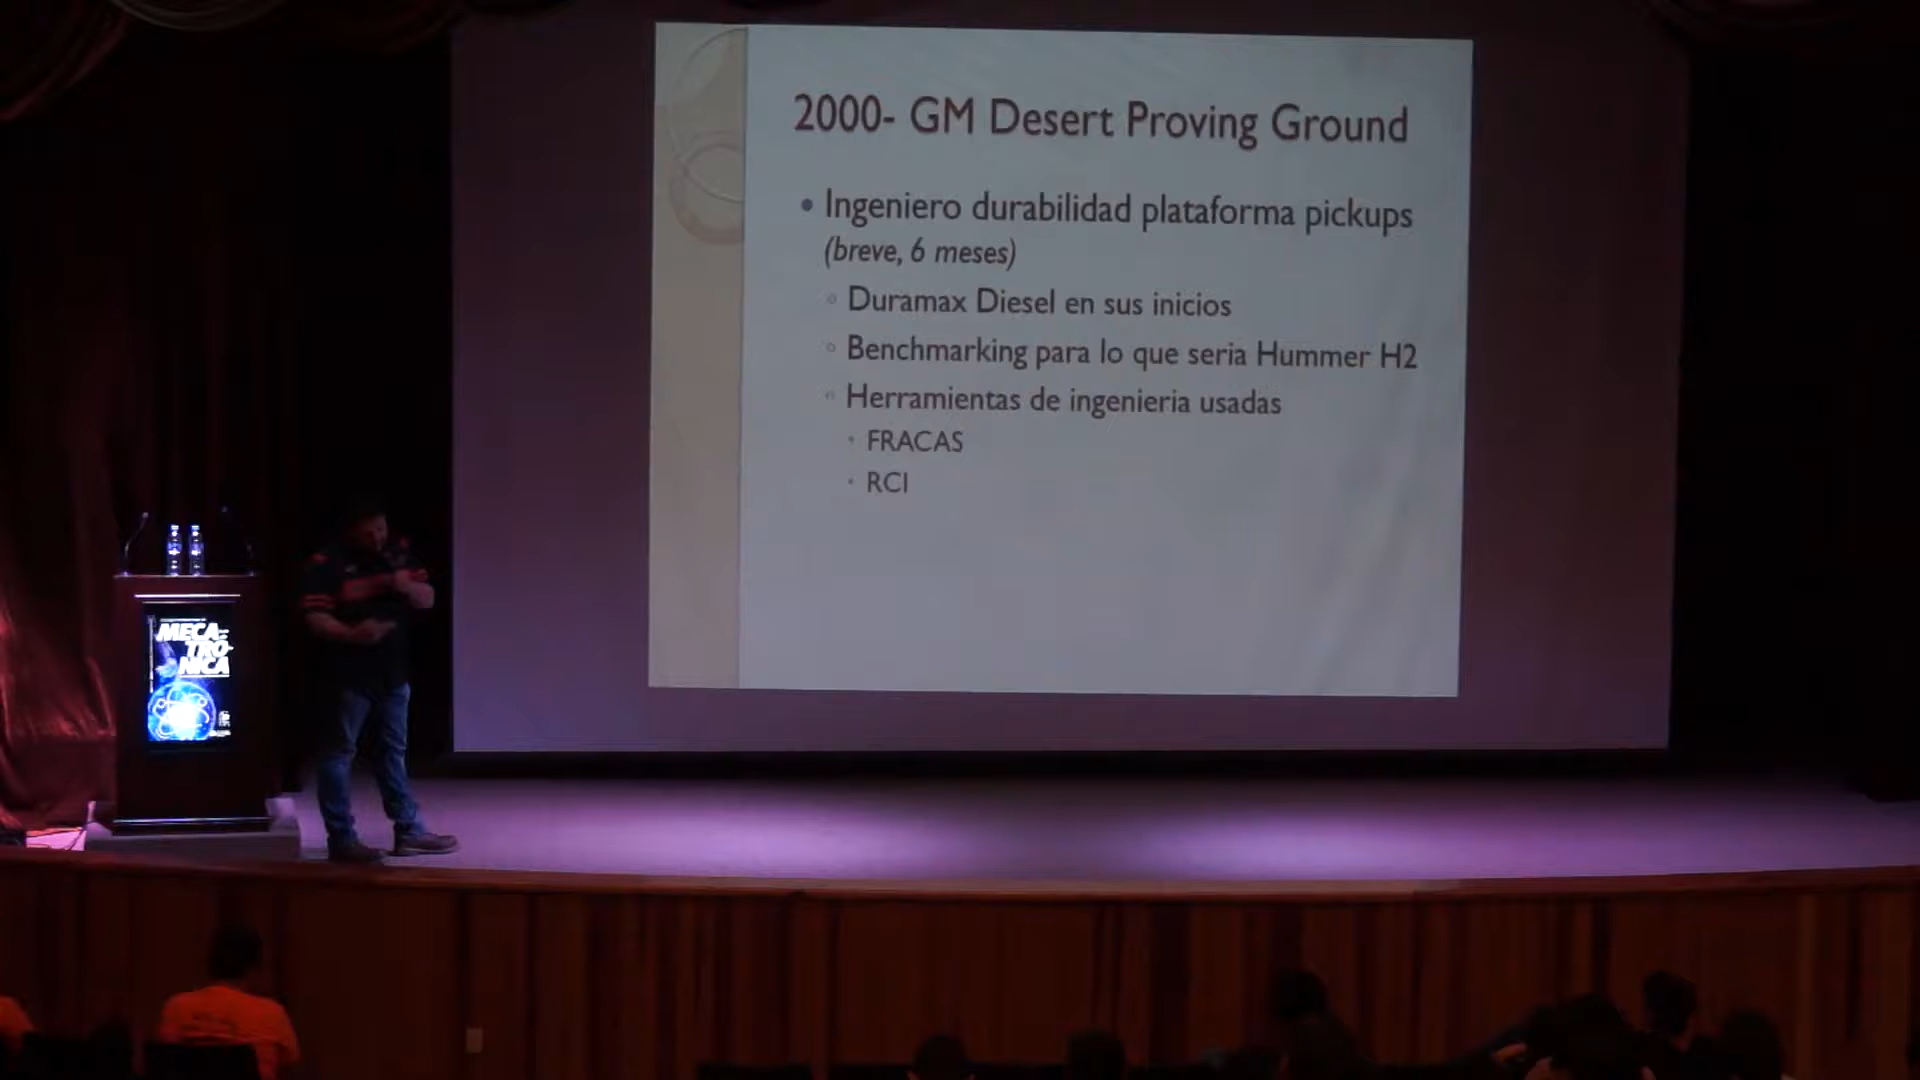 2000- GM Desert Proving Ground
• Ingeniero durabilidad plataforma pickups
(breve, 6 meses)
◦ Duramax Diesel en sus inicios
◦ Benchmarking para lo que seria Hummer H2
◦ Herramientas de ingenieria usadas
• FRACAS
• RCI
MECA-
TRO-
NICA